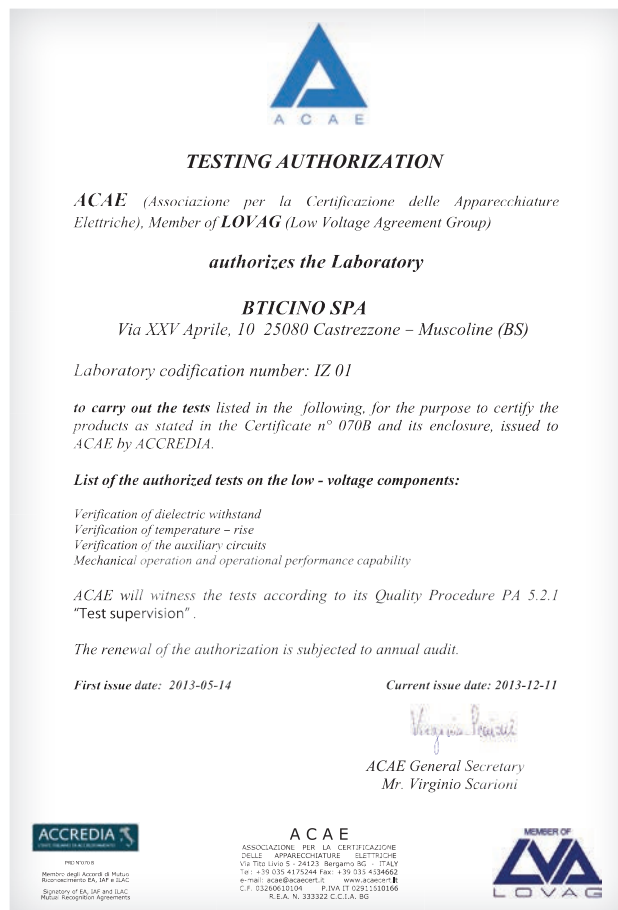 A C A E
TESTING AUTHORIZATION
ACAE (Associazione per la Certificazione delle Apparecchiature
Elettriche), Member of LOVAG (Low Voltage Agreement Group)
authorizes the Laboratory
BTICINO SPA
Via XXV Aprile, 10 25080 Castrezzone – Muscoline (BS)
Laboratory codification number: IZ 01
to carry out the tests listed in the following, for the purpose to certify the
products as stated in the Certificate n° 070B and its enclosure, issued to
ACAE by ACCREDIA.
List of the authorized tests on the low - voltage components:
Verification of dielectric withstand
Verification of temperature – rise
Verification of the auxiliary circuits
Mechanical operation and operational performance capability
ACAE will witness the tests according to its Quality Procedure PA 5.2.1
"Test supervision" .
The renewal of the authorization is subjected to annual audit.
First issue date: 2013-05-14 Current issue date: 2013-12-11
ACAE General Secretary
Mr. Virginio Scarioni
ACCREDIA
PRD N°070B
Membro degli Accordi di Mutuo
Riconoscimento EA, IAF e ILAC
Signatory of EA, IAF and ILAC
Mutual Recognition Agreements
A C A E
ASSOCIAZIONE PER LA CERTIFICAZIONE
DELLE APPARECCHIATURE ELETTRICHE
Via Tito Livio 5 - 24123 Bergamo BG - ITALY
Tel: +39 035 4175244 Fax: +39 035 4534662
e-mail: acae@acaecert.it www.acaecert.it
C.F. 03260610104 P.IVA IT 02911510166
R.E.A. N. 333322 C.C.I.A. BG
MEMBER OF
LVA
LOVAG